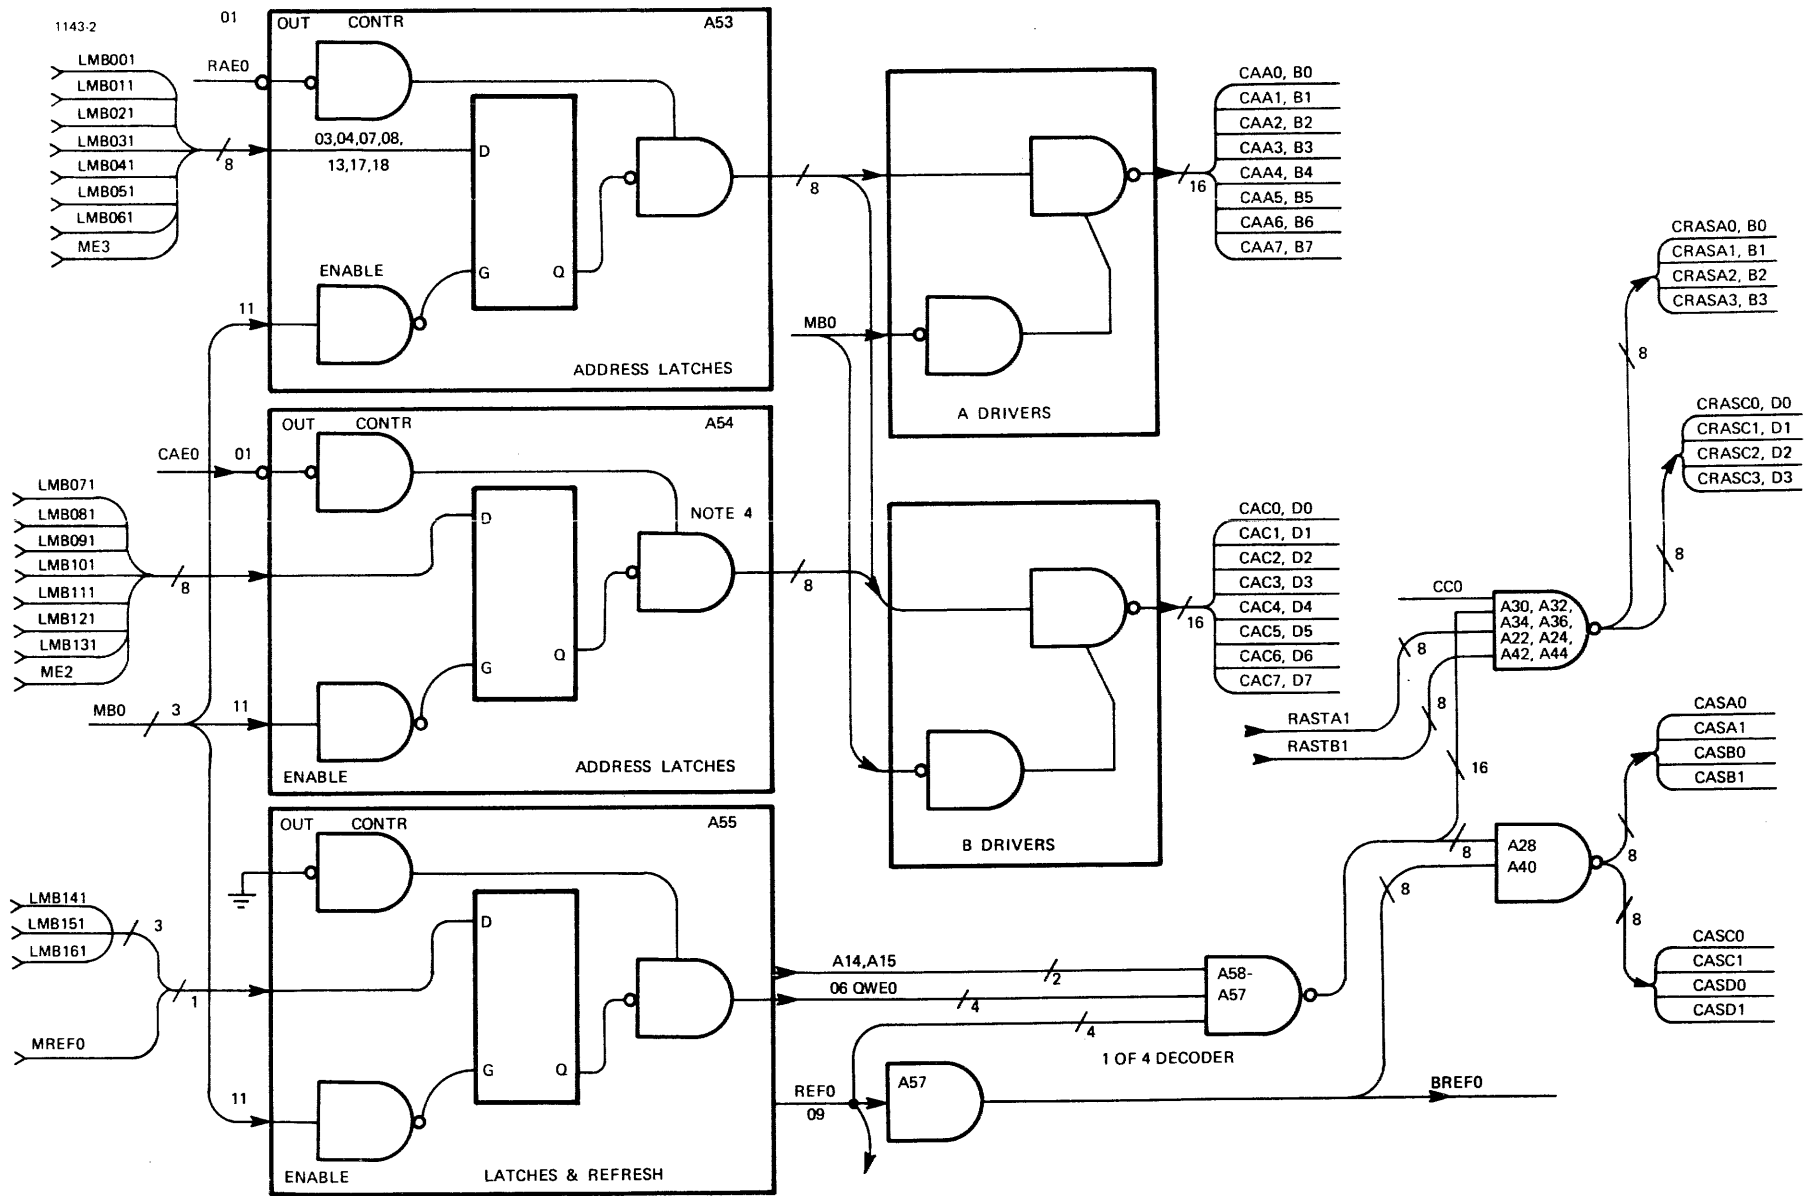 1143-2
01
OUT CONTR A53
LMB001
LMB011
LMB021
LMB031
LMB041
LMB051
LMB061
ME3
RAE0
8
03,04,07,08,
13,17,18
D
G
Q
ENABLE
11
ADDRESS LATCHES
8
MB0
A DRIVERS
16
CAA0, B0
CAA1, B1
CAA2, B2
CAA3, B3
CAA4, B4
CAA5, B5
CAA6, B6
CAA7, B7
OUT CONTR A54
CAE0 01
LMB071
LMB081
LMB091
LMB101
LMB111
LMB121
LMB131
ME2
8
D
NOTE 4
G
Q
MB0 3 11
ENABLE
ADDRESS LATCHES
8
B DRIVERS
16
CAC0, D0
CAC1, D1
CAC2, D2
CAC3, D3
CAC4, D4
CAC5, D5
CAC6, D6
CAC7, D7
OUT CONTR A55
LMB141
LMB151
LMB161
3
1
MREF0
D
G
Q
11
ENABLE
LATCHES & REFRESH
A14,A15 2
06 QWE0 4
4
A58-
A57
1 OF 4 DECODER
REF0
09
A57
BREF0
CC0
A30, A32,
A34, A36,
A22, A24,
A42, A44
8
8
RASTA1
RASTB1
16
8
8
A28
A40
8
CRASA0, B0
CRASA1, B1
CRASA2, B2
CRASA3, B3
8
CRASC0, D0
CRASC1, D1
CRASC2, D2
CRASC3, D3
8
CASA0
CASA1
CASB0
CASB1
8
CASC0
CASC1
CASD0
CASD1